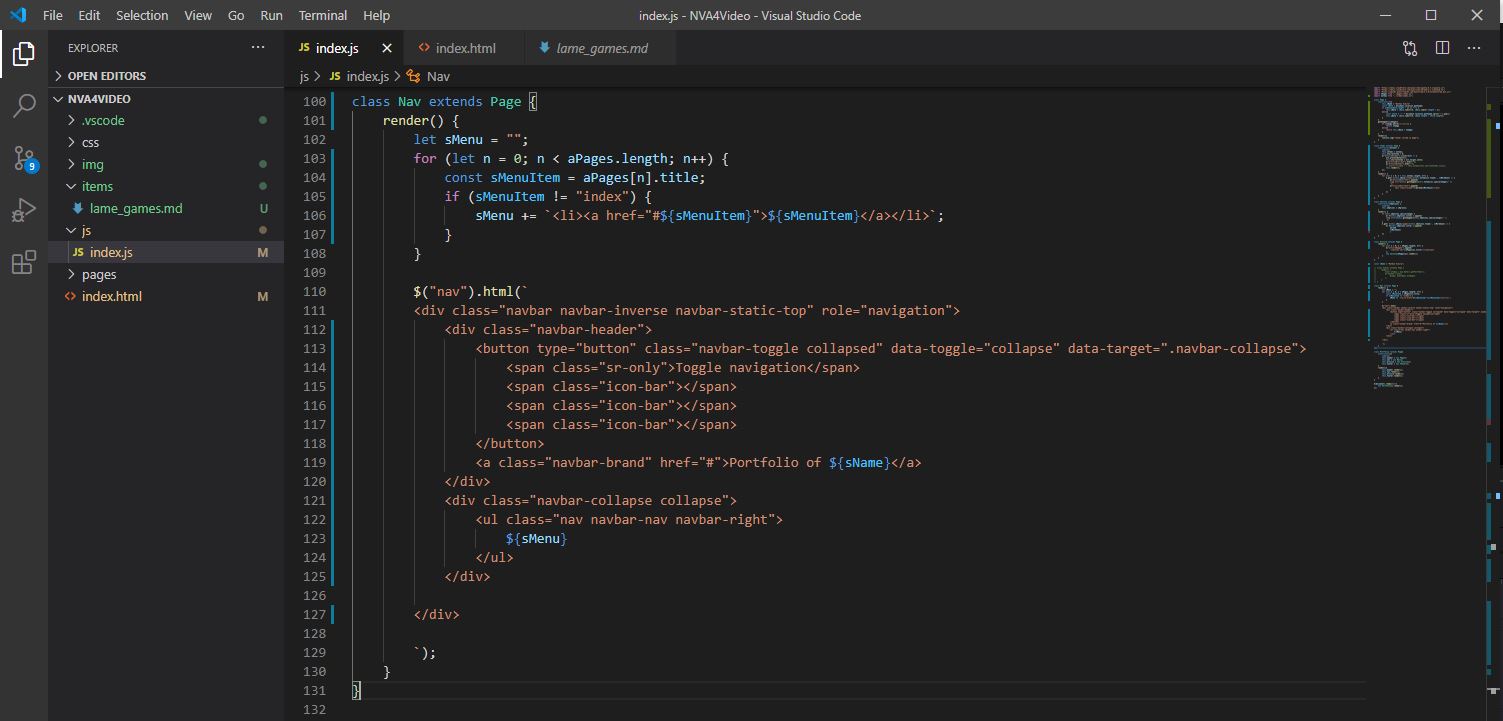 File Edit Selection View Go Run Terminal Help index.js - NVA4Video - Visual Studio Code
EXPLORER ···
JS index.js × <> index.html lame_games.md ···
OPEN EDITORS
NVA4VIDEO
.vscode
css
img
items
lame_games.md U
js
JS index.js M
pages
<> index.html M
9
js > JS index.js > Nav
100 class Nav extends Page {
101     render() {
102         let sMenu = "";
103         for (let n = 0; n < aPages.length; n++) {
104             const sMenuItem = aPages[n].title;
105             if (sMenuItem != "index") {
106                 sMenu += `<li><a href="#${sMenuItem}">${sMenuItem}</a></li>`;
107             }
108         }
109
110         $("nav").html(`
111         <div class="navbar navbar-inverse navbar-static-top" role="navigation">
112             <div class="navbar-header">
113                 <button type="button" class="navbar-toggle collapsed" data-toggle="collapse" data-target=".navbar-collapse">
114                     <span class="sr-only">Toggle navigation</span>
115                     <span class="icon-bar"></span>
116                     <span class="icon-bar"></span>
117                     <span class="icon-bar"></span>
118                 </button>
119                 <a class="navbar-brand" href="#">Portfolio of ${sName}</a>
120             </div>
121             <div class="navbar-collapse collapse">
122                 <ul class="nav navbar-nav navbar-right">
123                     ${sMenu}
124                 </ul>
125             </div>
126
127         </div>
128
129         `);
130     }
131 }
132